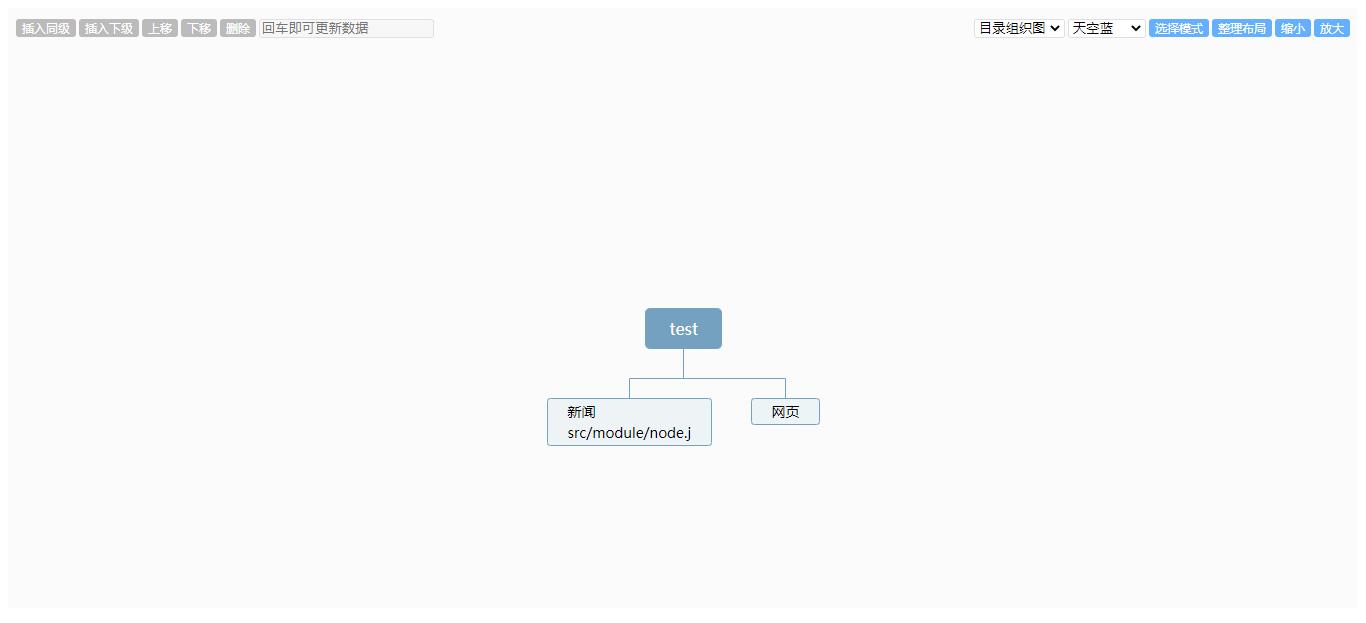 插入同级 插入下级 上移 下移 删除 回车即可更新数据 目录组织图 天空蓝 选择模式 整理布局 缩小 放大
test
新闻 网页
src/module/node.j